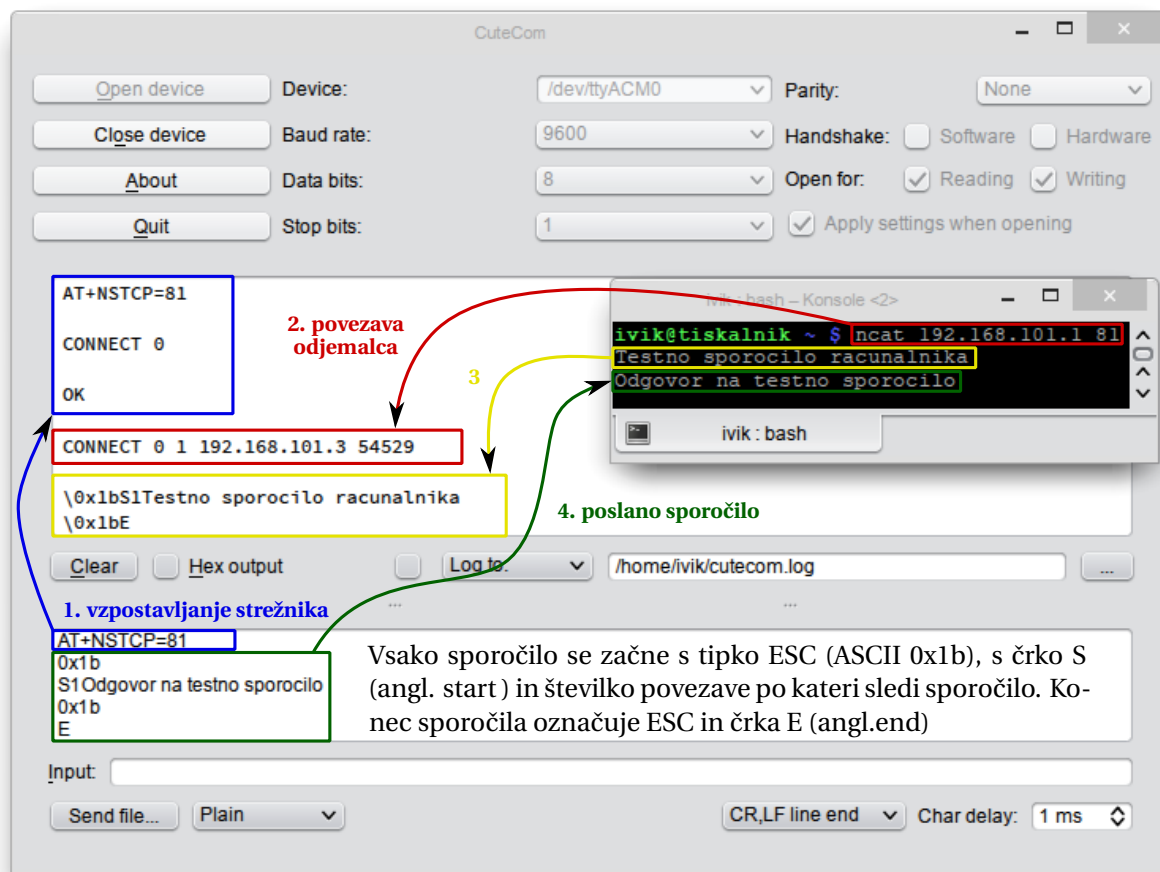 CuteCom
Open device Device: /dev/ttyACM0 Parity: None
Close device Baud rate: 9600 Handshake: Software Hardware
About Data bits: 8 Open for: Reading Writing
Quit Stop bits: 1 Apply settings when opening
AT+NSTCP=81
CONNECT 0
OK
2. povezava
odjemalca
3
ivik : bash – Konsole <2>
ivik@tiskalnik ~ $ ncat 192.168.101.1 81
Testno sporocilo racunalnika
Odgovor na testno sporocilo
ivik : bash
CONNECT 0 1 192.168.101.3 54529
\0x1bS1Testno sporocilo racunalnika
\0x1bE
4. poslano sporočilo
Clear Hex output Log to: /home/ivik/cutecom.log ...
1. vzpostavljanje strežnika
AT+NSTCP=81
0x1b
S1Odgovor na testno sporocilo
0x1b
E
Vsako sporočilo se začne s tipko ESC (ASCII 0x1b), s črko S
(angl. start ) in številko povezave po kateri sledi sporočilo. Ko-
nec sporočila označuje ESC in črka E (angl.end)
Input:
Send file... Plain CR,LF line end Char delay: 1 ms